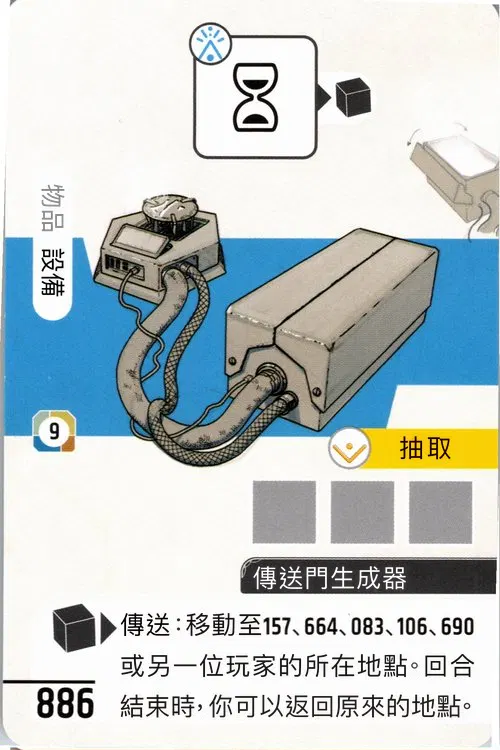 物品 設備
9
抽取
傳送門生成器
傳送：移動至157、664、083、106、690
或另一位玩家的所在地點。回合
結束時，你可以返回原來的地點。
886